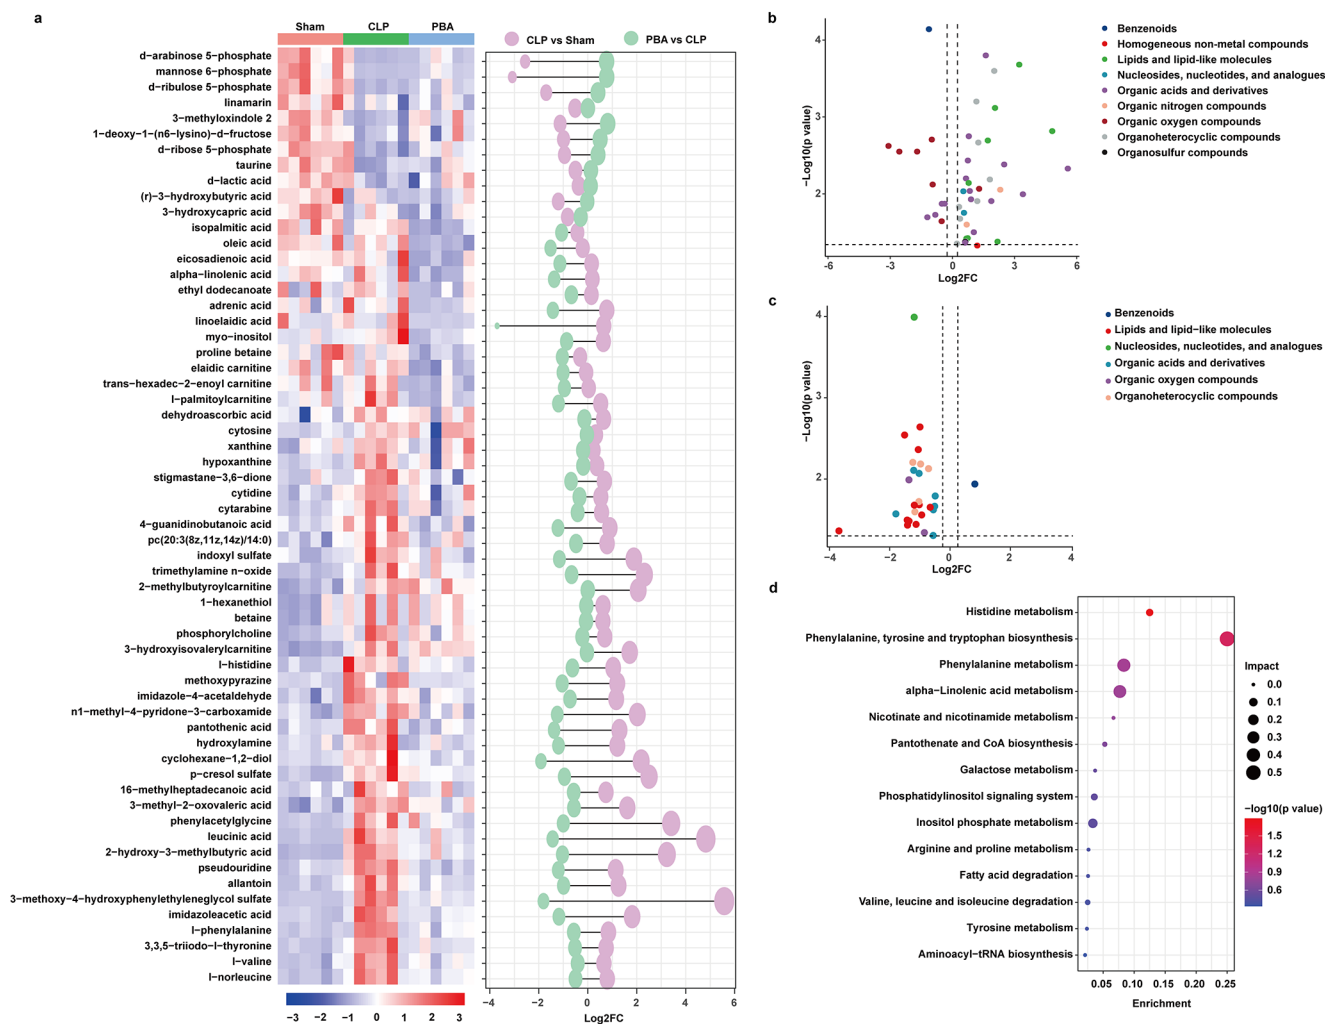 a
Sham
CLP
PBA
CLP vs Sham
PBA vs CLP
d−arabinose 5−phosphate
mannose 6−phosphate
d−ribulose 5−phosphate
linamarin
3−methyloxindole 2
1−deoxy−1−(n6−lysino)−d−fructose
d−ribose 5−phosphate
taurine
d−lactic acid
(r)−3−hydroxybutyric acid
3−hydroxycapric acid
isopalmitic acid
oleic acid
eicosadienoic acid
alpha−linolenic acid
ethyl dodecanoate
adrenic acid
linoelaidic acid
myo−inositol
proline betaine
elaidic carnitine
trans−hexadec−2−enoyl carnitine
l−palmitoylcarnitine
dehydroascorbic acid
cytosine
xanthine
hypoxanthine
stigmastane−3,6−dione
cytidine
cytarabine
4−guanidinobutanoic acid
pc(20:3(8z,11z,14z)/14:0)
indoxyl sulfate
trimethylamine n−oxide
2−methylbutyroylcarnitine
1−hexanethiol
betaine
phosphorylcholine
3−hydroxyisovalerylcarnitine
l−histidine
methoxypyrazine
imidazole−4−acetaldehyde
n1−methyl−4−pyridone−3−carboxamide
pantothenic acid
hydroxylamine
cyclohexane−1,2−diol
p−cresol sulfate
16−methylheptadecanoic acid
3−methyl−2−oxovaleric acid
phenylacetylglycine
leucinic acid
2−hydroxy−3−methylbutyric acid
pseudouridine
allantoin
3−methoxy−4−hydroxyphenylethyleneglycol sulfate
imidazoleacetic acid
l−phenylalanine
3,3,5−triiodo−l−thyronine
l−valine
l−norleucine
−3 −2 −1 0 1 2 3
−4 −2 0 2 4 6
Log2FC
b
4
3
2
−Log10(p value)
−6 −3 0 3 6
Log2FC
Benzenoids
Homogeneous non−metal compounds
Lipids and lipid−like molecules
Nucleosides, nucleotides, and analogues
Organic acids and derivatives
Organic nitrogen compounds
Organic oxygen compounds
Organoheterocyclic compounds
Organosulfur compounds
c
4
3
2
−Log10(p value)
−4 −2 0 2 4
Log2FC
Benzenoids
Lipids and lipid−like molecules
Nucleosides, nucleotides, and analogues
Organic acids and derivatives
Organic oxygen compounds
Organoheterocyclic compounds
d
Histidine metabolism
Phenylalanine, tyrosine and tryptophan biosynthesis
Phenylalanine metabolism
alpha−Linolenic acid metabolism
Nicotinate and nicotinamide metabolism
Pantothenate and CoA biosynthesis
Galactose metabolism
Phosphatidylinositol signaling system
Inositol phosphate metabolism
Arginine and proline metabolism
Fatty acid degradation
Valine, leucine and isoleucine degradation
Tyrosine metabolism
Aminoacyl−tRNA biosynthesis
0.05 0.10 0.15 0.20 0.25
Enrichment
Impact
0.0
0.1
0.2
0.3
0.4
0.5
−log10(p value)
1.5
1.2
0.9
0.6